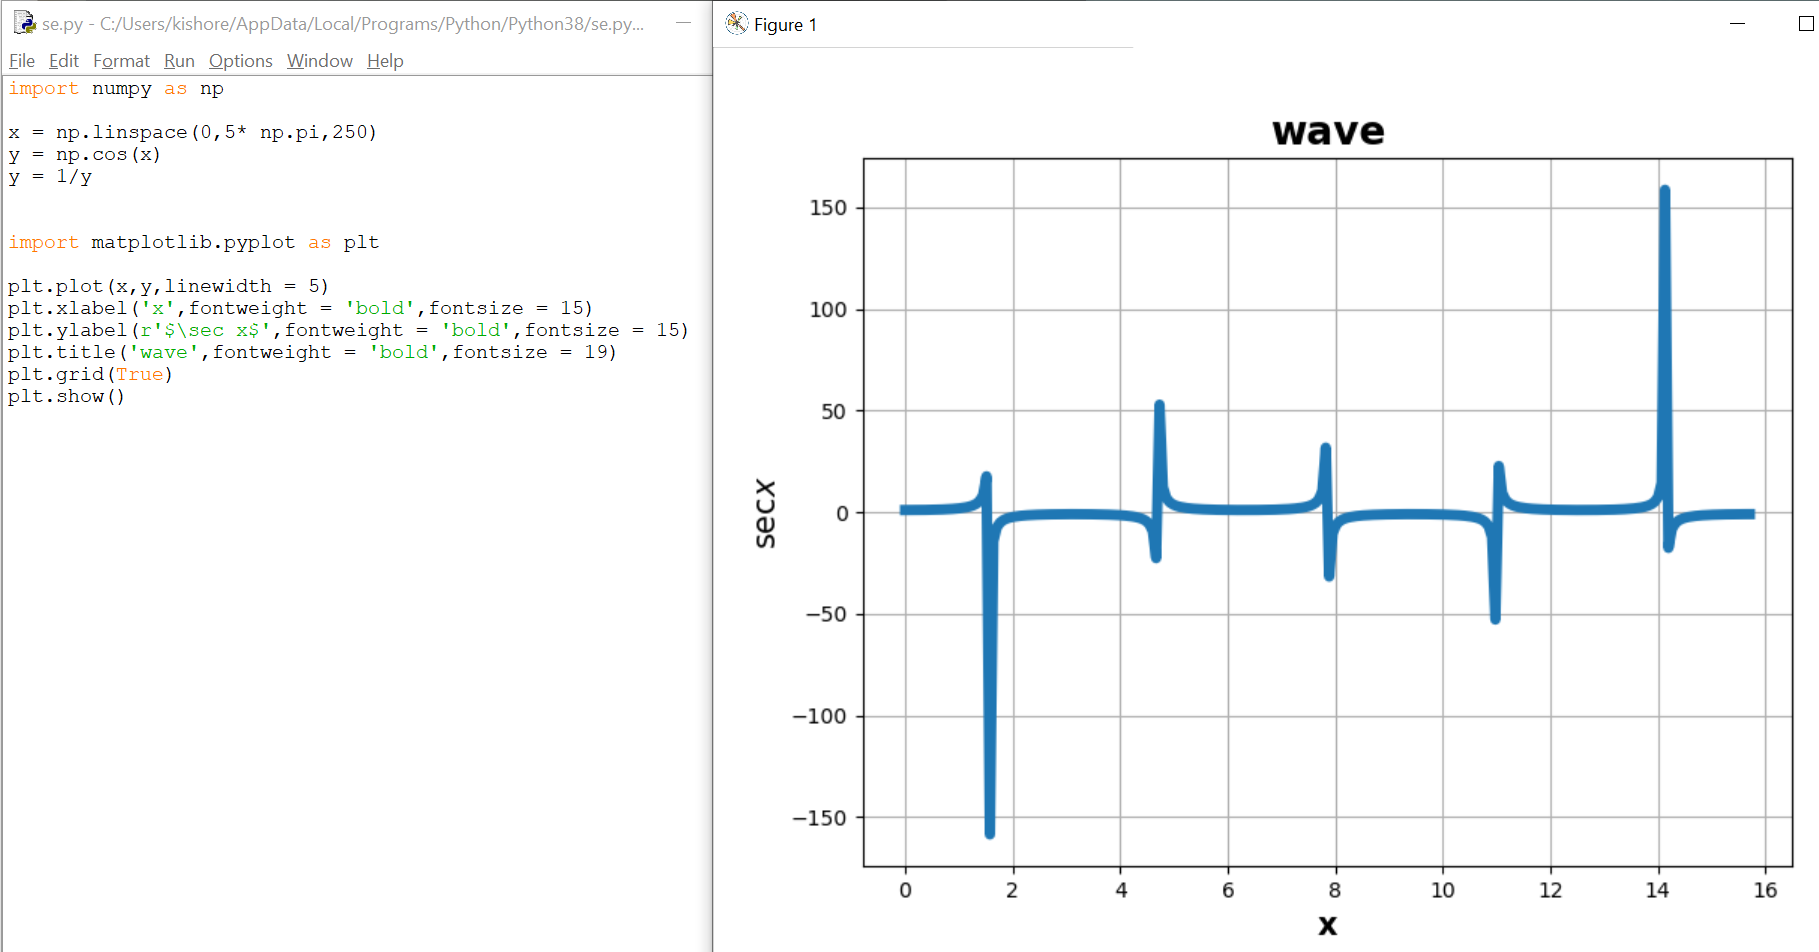 se.py - C:/Users/kishore/AppData/Local/Programs/Python/Python38/se.py...
File Edit Format Run Options Window Help
import numpy as np
x = np.linspace(0,5* np.pi,250)
y = np.cos(x)
y = 1/y
import matplotlib.pyplot as plt
plt.plot(x,y,linewidth = 5)
plt.xlabel('x',fontweight = 'bold',fontsize = 15)
plt.ylabel(r'$\sec x$',fontweight = 'bold',fontsize = 15)
plt.title('wave',fontweight = 'bold',fontsize = 19)
plt.grid(True)
plt.show()
Figure 1
wave
150
100
50
0
−50
−100
−150
secx
0 2 4 6 8 10 12 14 16
x